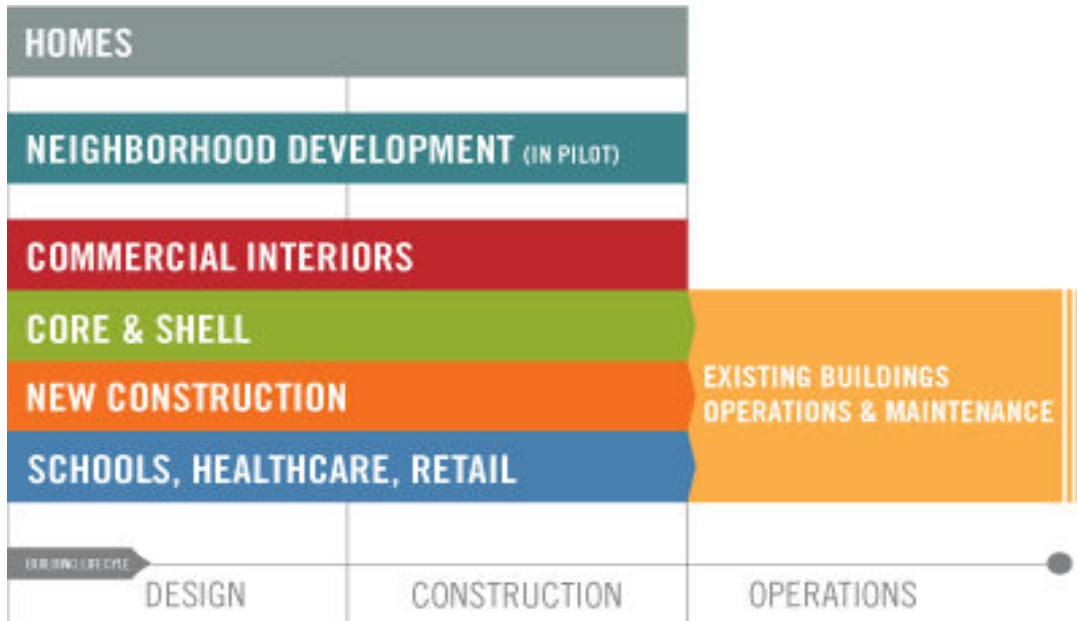 HOMES
NEIGHBORHOOD DEVELOPMENT (IN PILOT)
COMMERCIAL INTERIORS
CORE & SHELL
NEW CONSTRUCTION
SCHOOLS, HEALTHCARE, RETAIL
EXISTING BUILDINGS
OPERATIONS & MAINTENANCE
BUILDING LIFECYLE
DESIGN CONSTRUCTION OPERATIONS